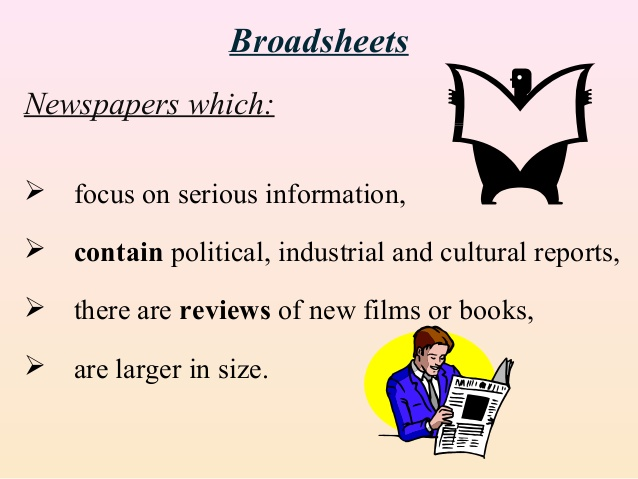 Broadsheets
Newspapers which:
➢ focus on serious information,
➢ contain political, industrial and cultural reports,
➢ there are reviews of new films or books,
➢ are larger in size.